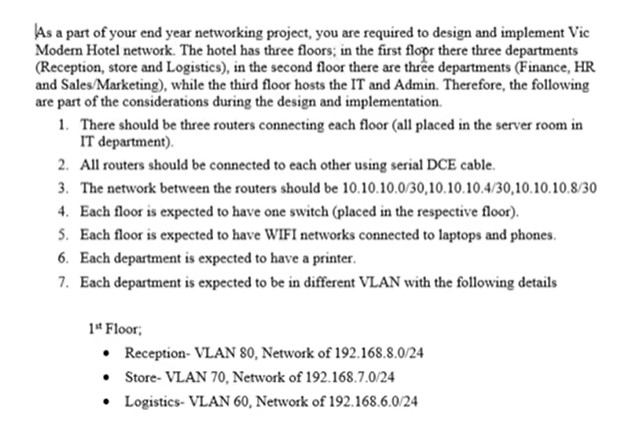 As a part of your end year networking project, you are required to design and implement Vic
Modern Hotel network. The hotel has three floors; in the first floor there three departments
(Reception, store and Logistics), in the second floor there are three departments (Finance, HR
and Sales/Marketing), while the third floor hosts the IT and Admin. Therefore, the following
are part of the considerations during the design and implementation.
1. There should be three routers connecting each floor (all placed in the server room in
IT department).
2. All routers should be connected to each other using serial DCE cable.
3. The network between the routers should be 10.10.10.0/30,10.10.10.4/30,10.10.10.8/30
4. Each floor is expected to have one switch (placed in the respective floor).
5. Each floor is expected to have WIFI networks connected to laptops and phones.
6. Each department is expected to have a printer.
7. Each department is expected to be in different VLAN with the following details
1st Floor;
• Reception- VLAN 80, Network of 192.168.8.0/24
• Store- VLAN 70, Network of 192.168.7.0/24
• Logistics- VLAN 60, Network of 192.168.6.0/24